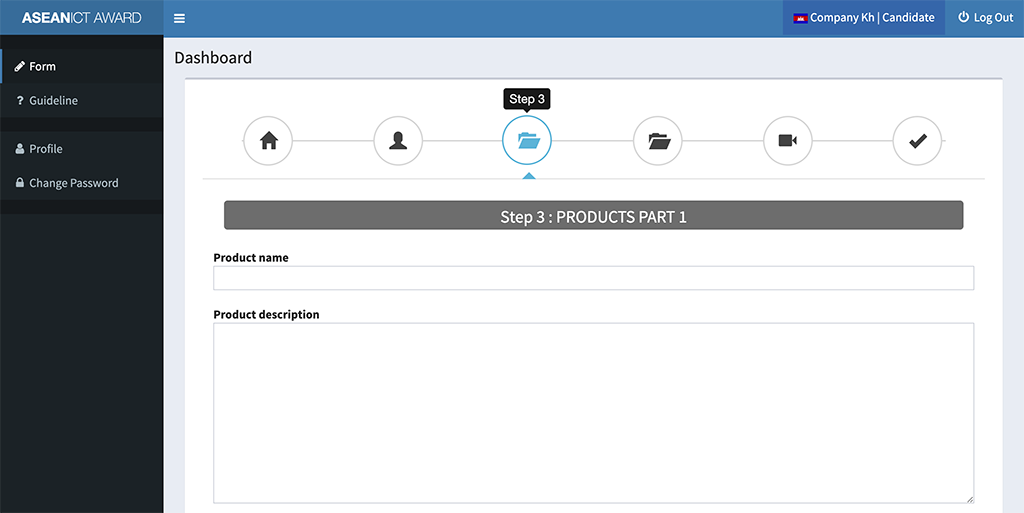 ASEANICT AWARD
Company Kh | Candidate
Log Out
Form
? Guideline
Profile
Change Password
Dashboard
Step 3
Step 3 : PRODUCTS PART 1
Product name
Product description